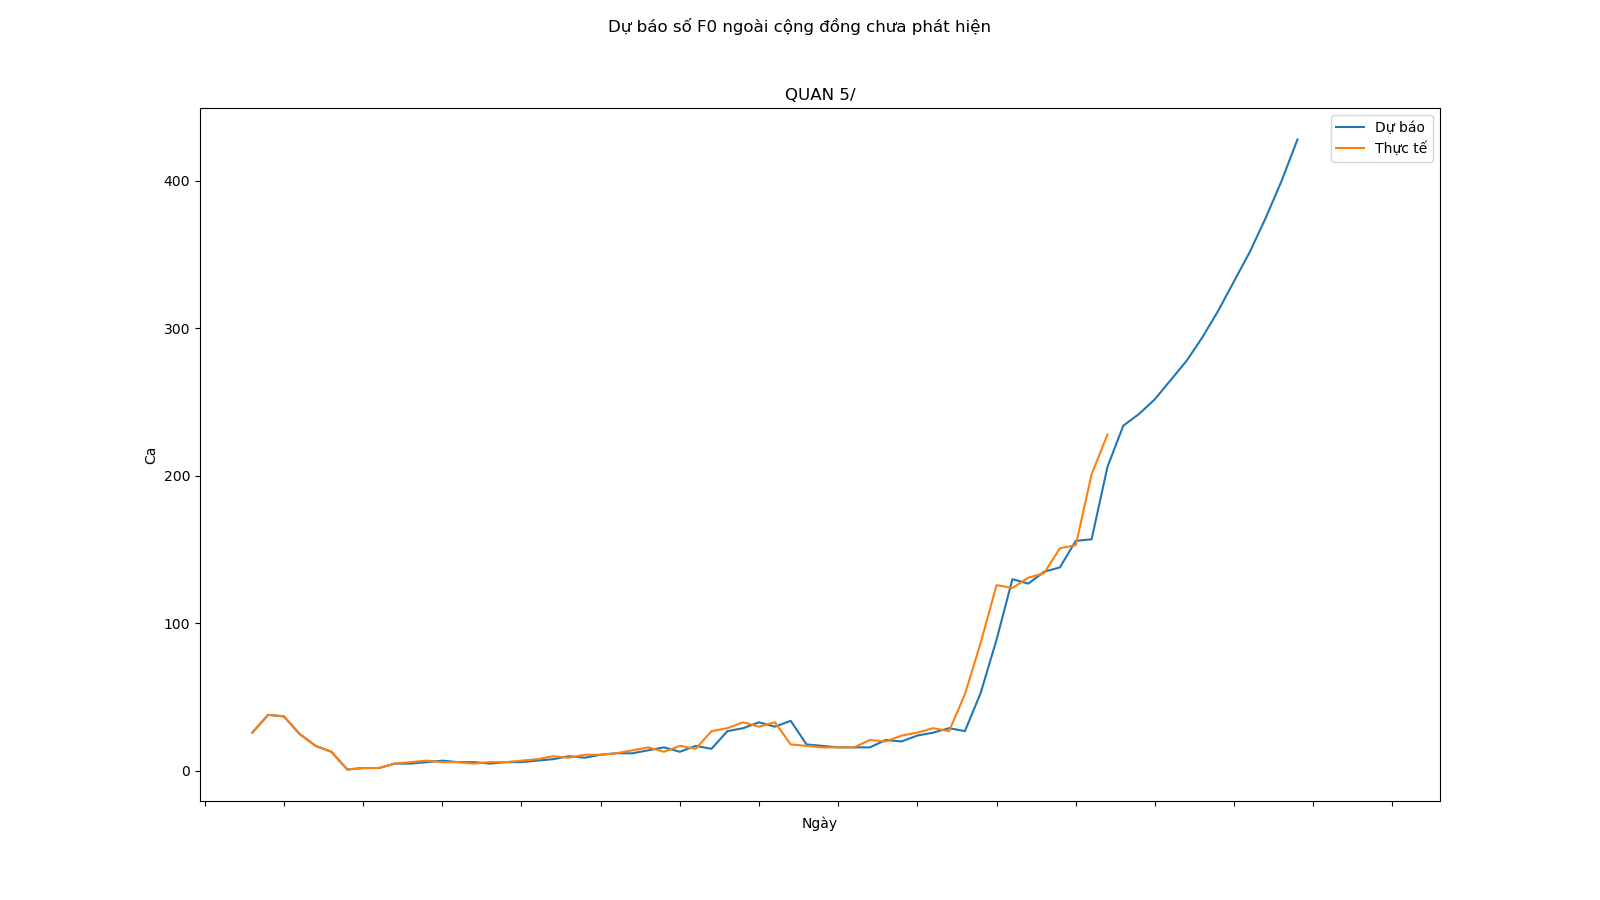 Dự báo số F0 ngoài cộng đồng chưa phát hiện
QUAN 5/
Dự báo
Thực tế
400
300
200
100
0
Ca
Ngày